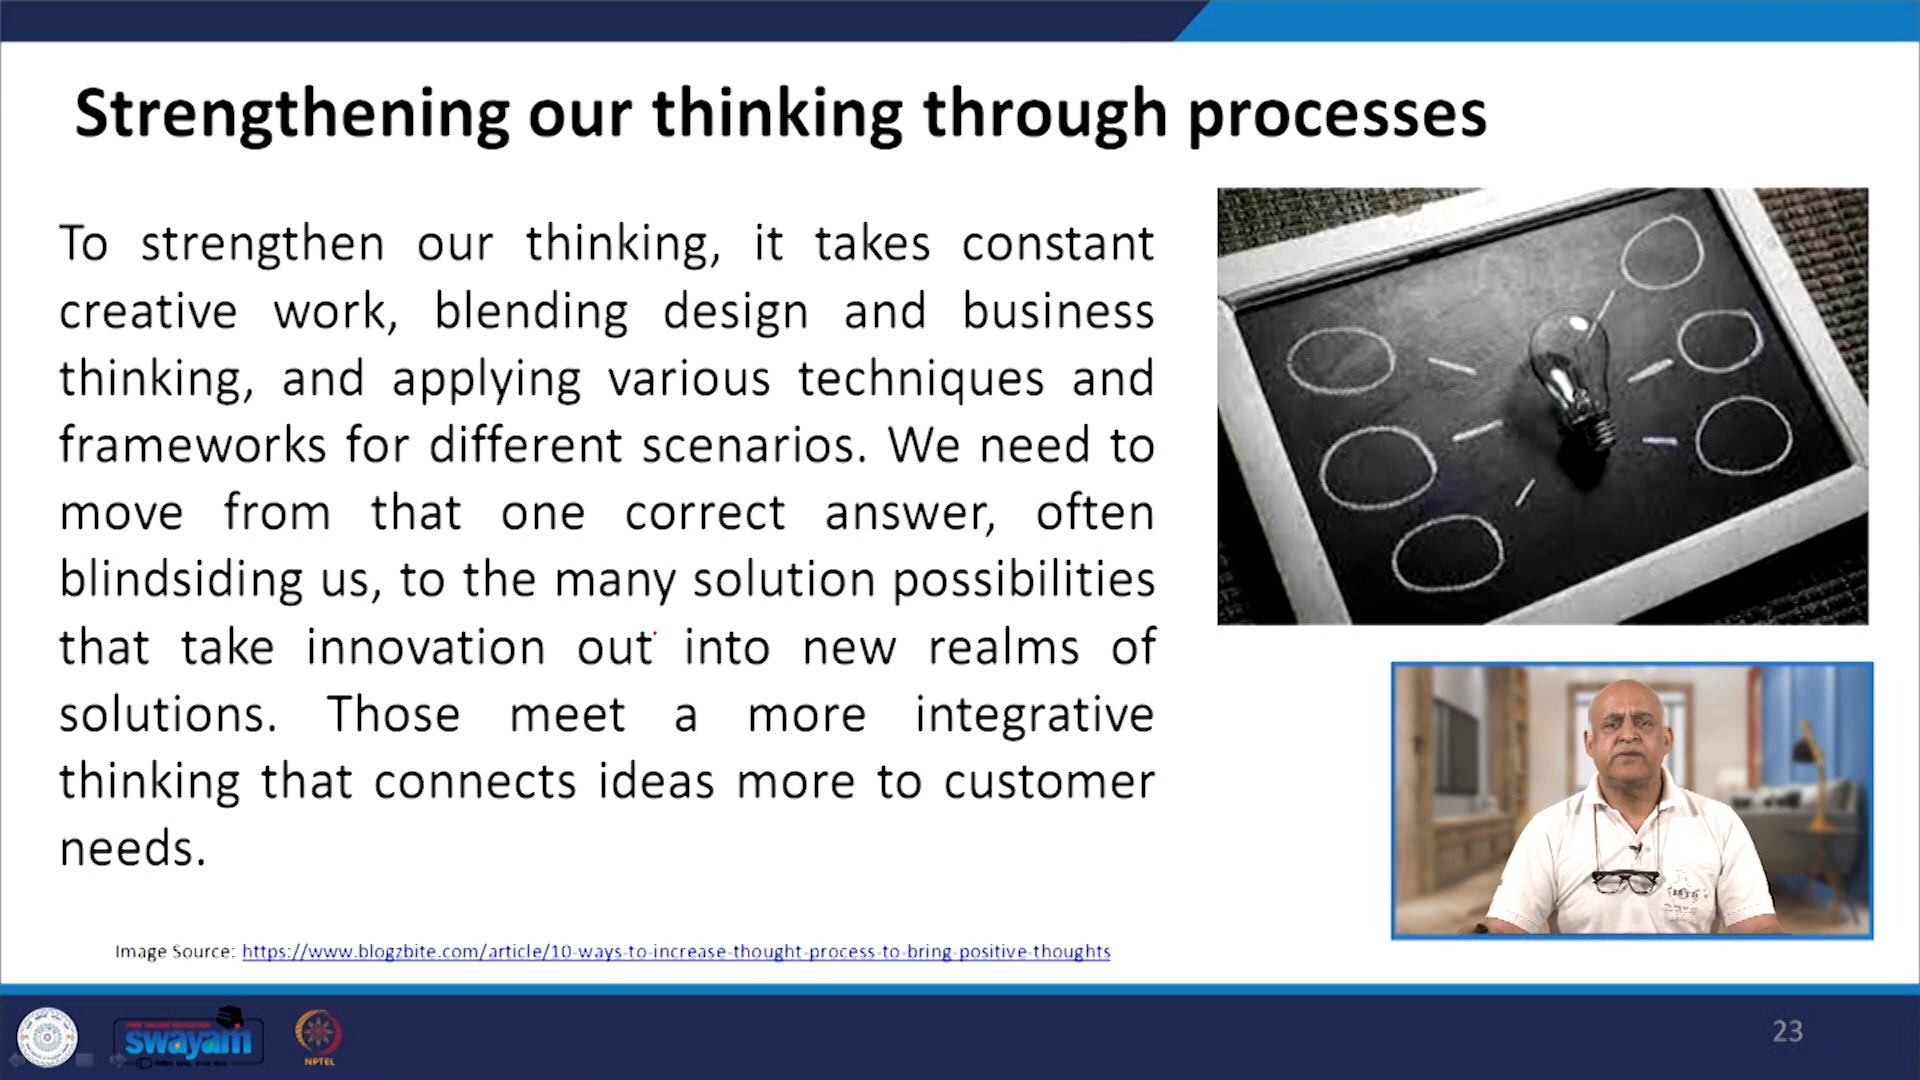 Strengthening our thinking through processes
To strengthen our thinking, it takes constant
creative work, blending design and business
thinking, and applying various techniques and
frameworks for different scenarios. We need to
move from that one correct answer, often
blindsiding us, to the many solution possibilities
that take innovation out into new realms of
solutions. Those meet a more integrative
thinking that connects ideas more to customer
needs.
Image Source: https://www.blogzbite.com/article/10-ways-to-increase-thought-process-to-bring-positive-thoughts
swayam
NPTEL
23